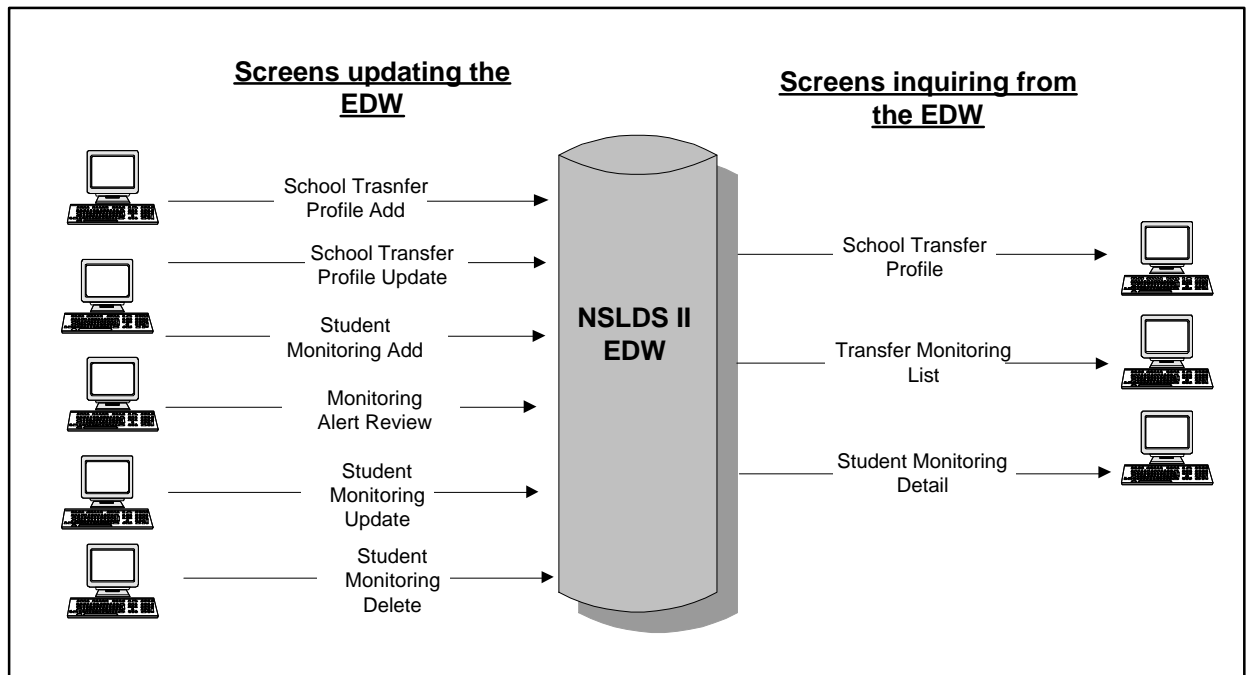 Screens updating the
EDW
School Trasnfer
Profile Add
School Transfer
Profile Update
Student
Monitoring Add
Monitoring
Alert Review
Student
Monitoring
Update
Student
Monitoring
Delete
NSLDS II
EDW
Screens inquiring from
the EDW
School Transfer
Profile
Transfer Monitoring
List
Student Monitoring
Detail